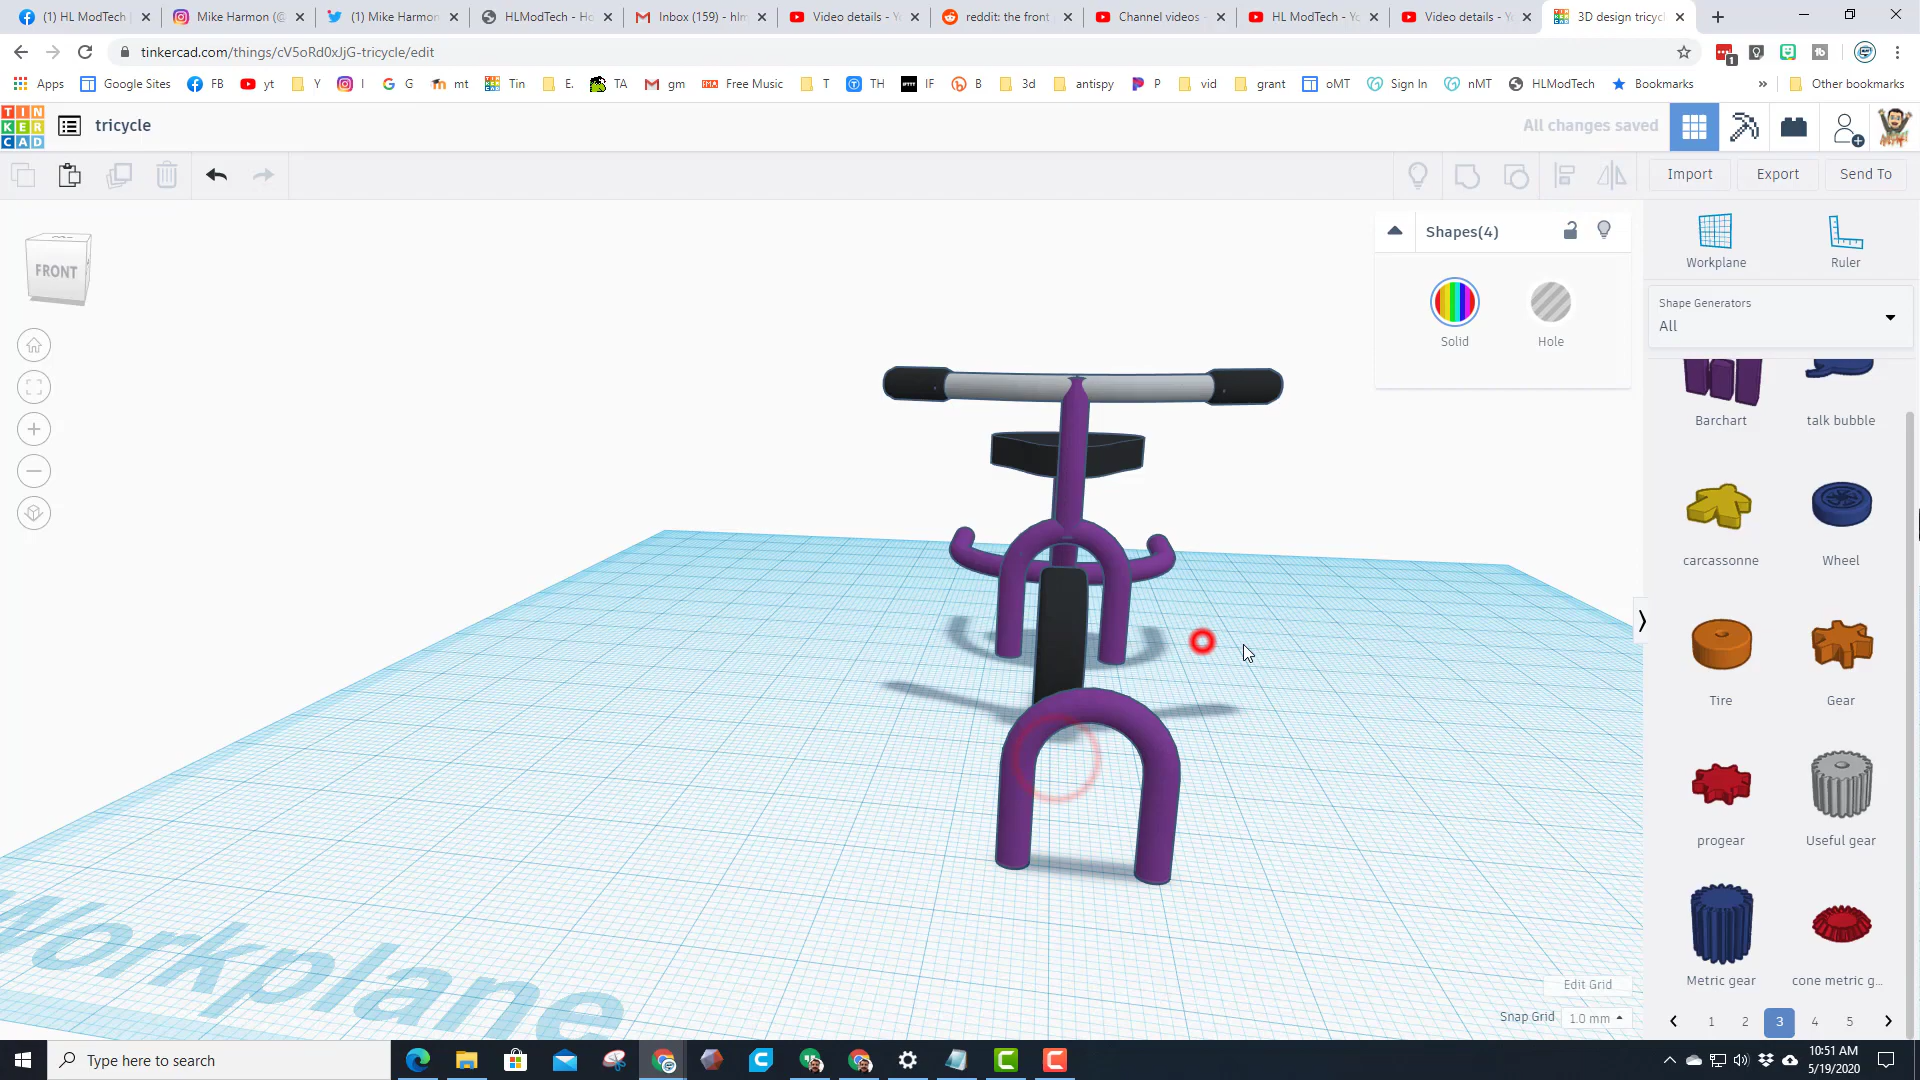 (1) HL ModTech |
Mike Harmon (@
(1) Mike Harmon
HLModTech - Ho
Inbox (159) - hlm
Video details - Yo
reddit: the front
Channel videos -
HL ModTech - Yo
Video details - Yo
3D design tricycl
tinkercad.com/things/cV5oRd0xJjG-tricycle/edit
1
Apps
Google Sites
FB
yt
Y
I
G
mt
Tin
E.
TA
gm
Free Music
T
TH
IF
B
3d
antispy
P
vid
grant
oMT
Sign In
nMT
HLModTech
Bookmarks
»
Other bookmarks
TIN
KER
CAD
tricycle
All changes saved
Import
Export
Send To
FRONT
Shapes(4)
Solid
Hole
Workplane
Ruler
Shape Generators
All
Barchart
talk bubble
carcassonne
Wheel
Tire
Gear
progear
Useful gear
Metric gear
cone metric g...
Workplane
Edit Grid
Snap Grid
1.0 mm
1
2
3
4
5
Type here to search
10:51 AM
5/19/2020